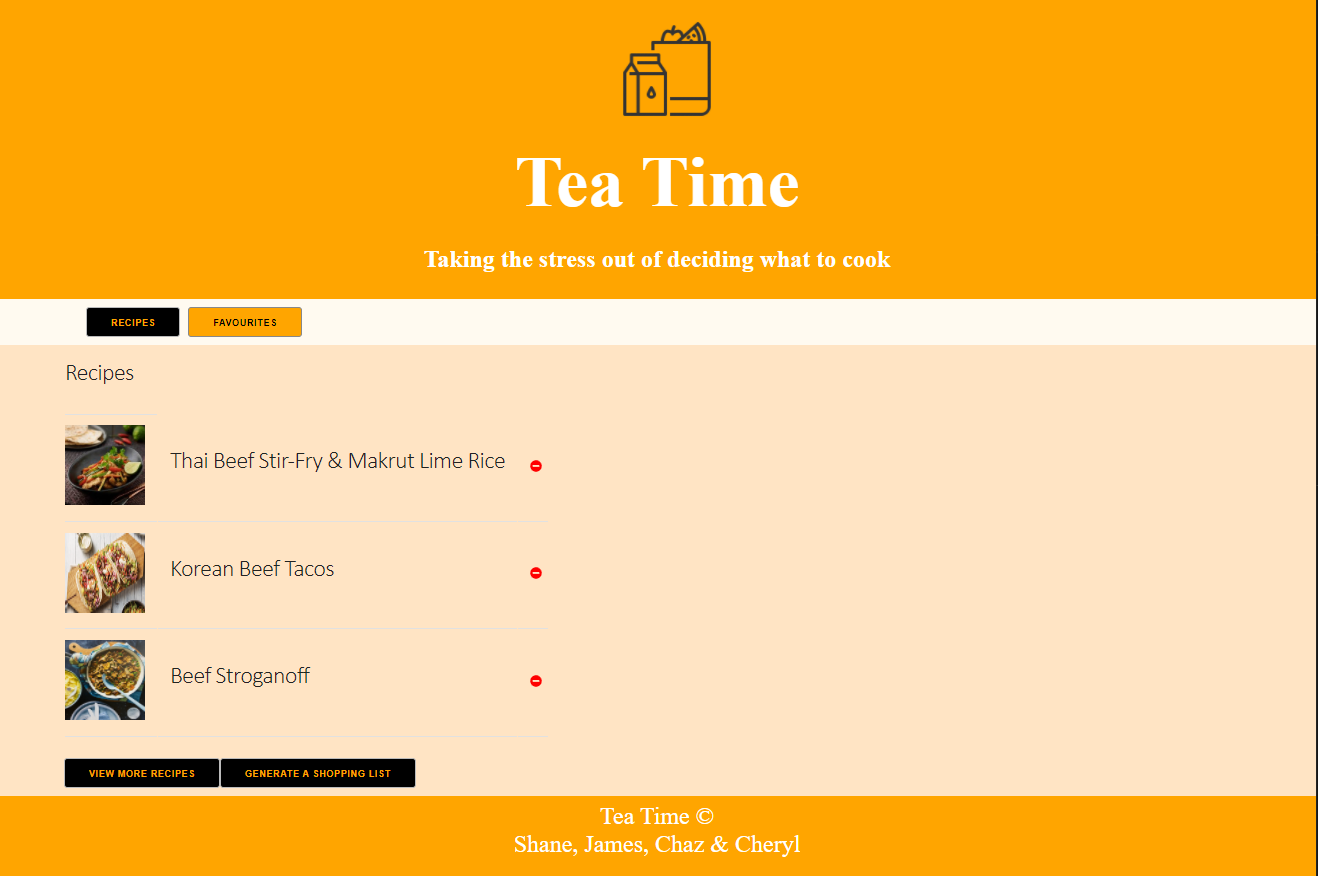 Tea Time
Taking the stress out of deciding what to cook
RECIPES
FAVOURITES
Recipes
Thai Beef Stir-Fry & Makrut Lime Rice
Korean Beef Tacos
Beef Stroganoff
VIEW MORE RECIPES
GENERATE A SHOPPING LIST
Tea Time ©
Shane, James, Chaz & Cheryl